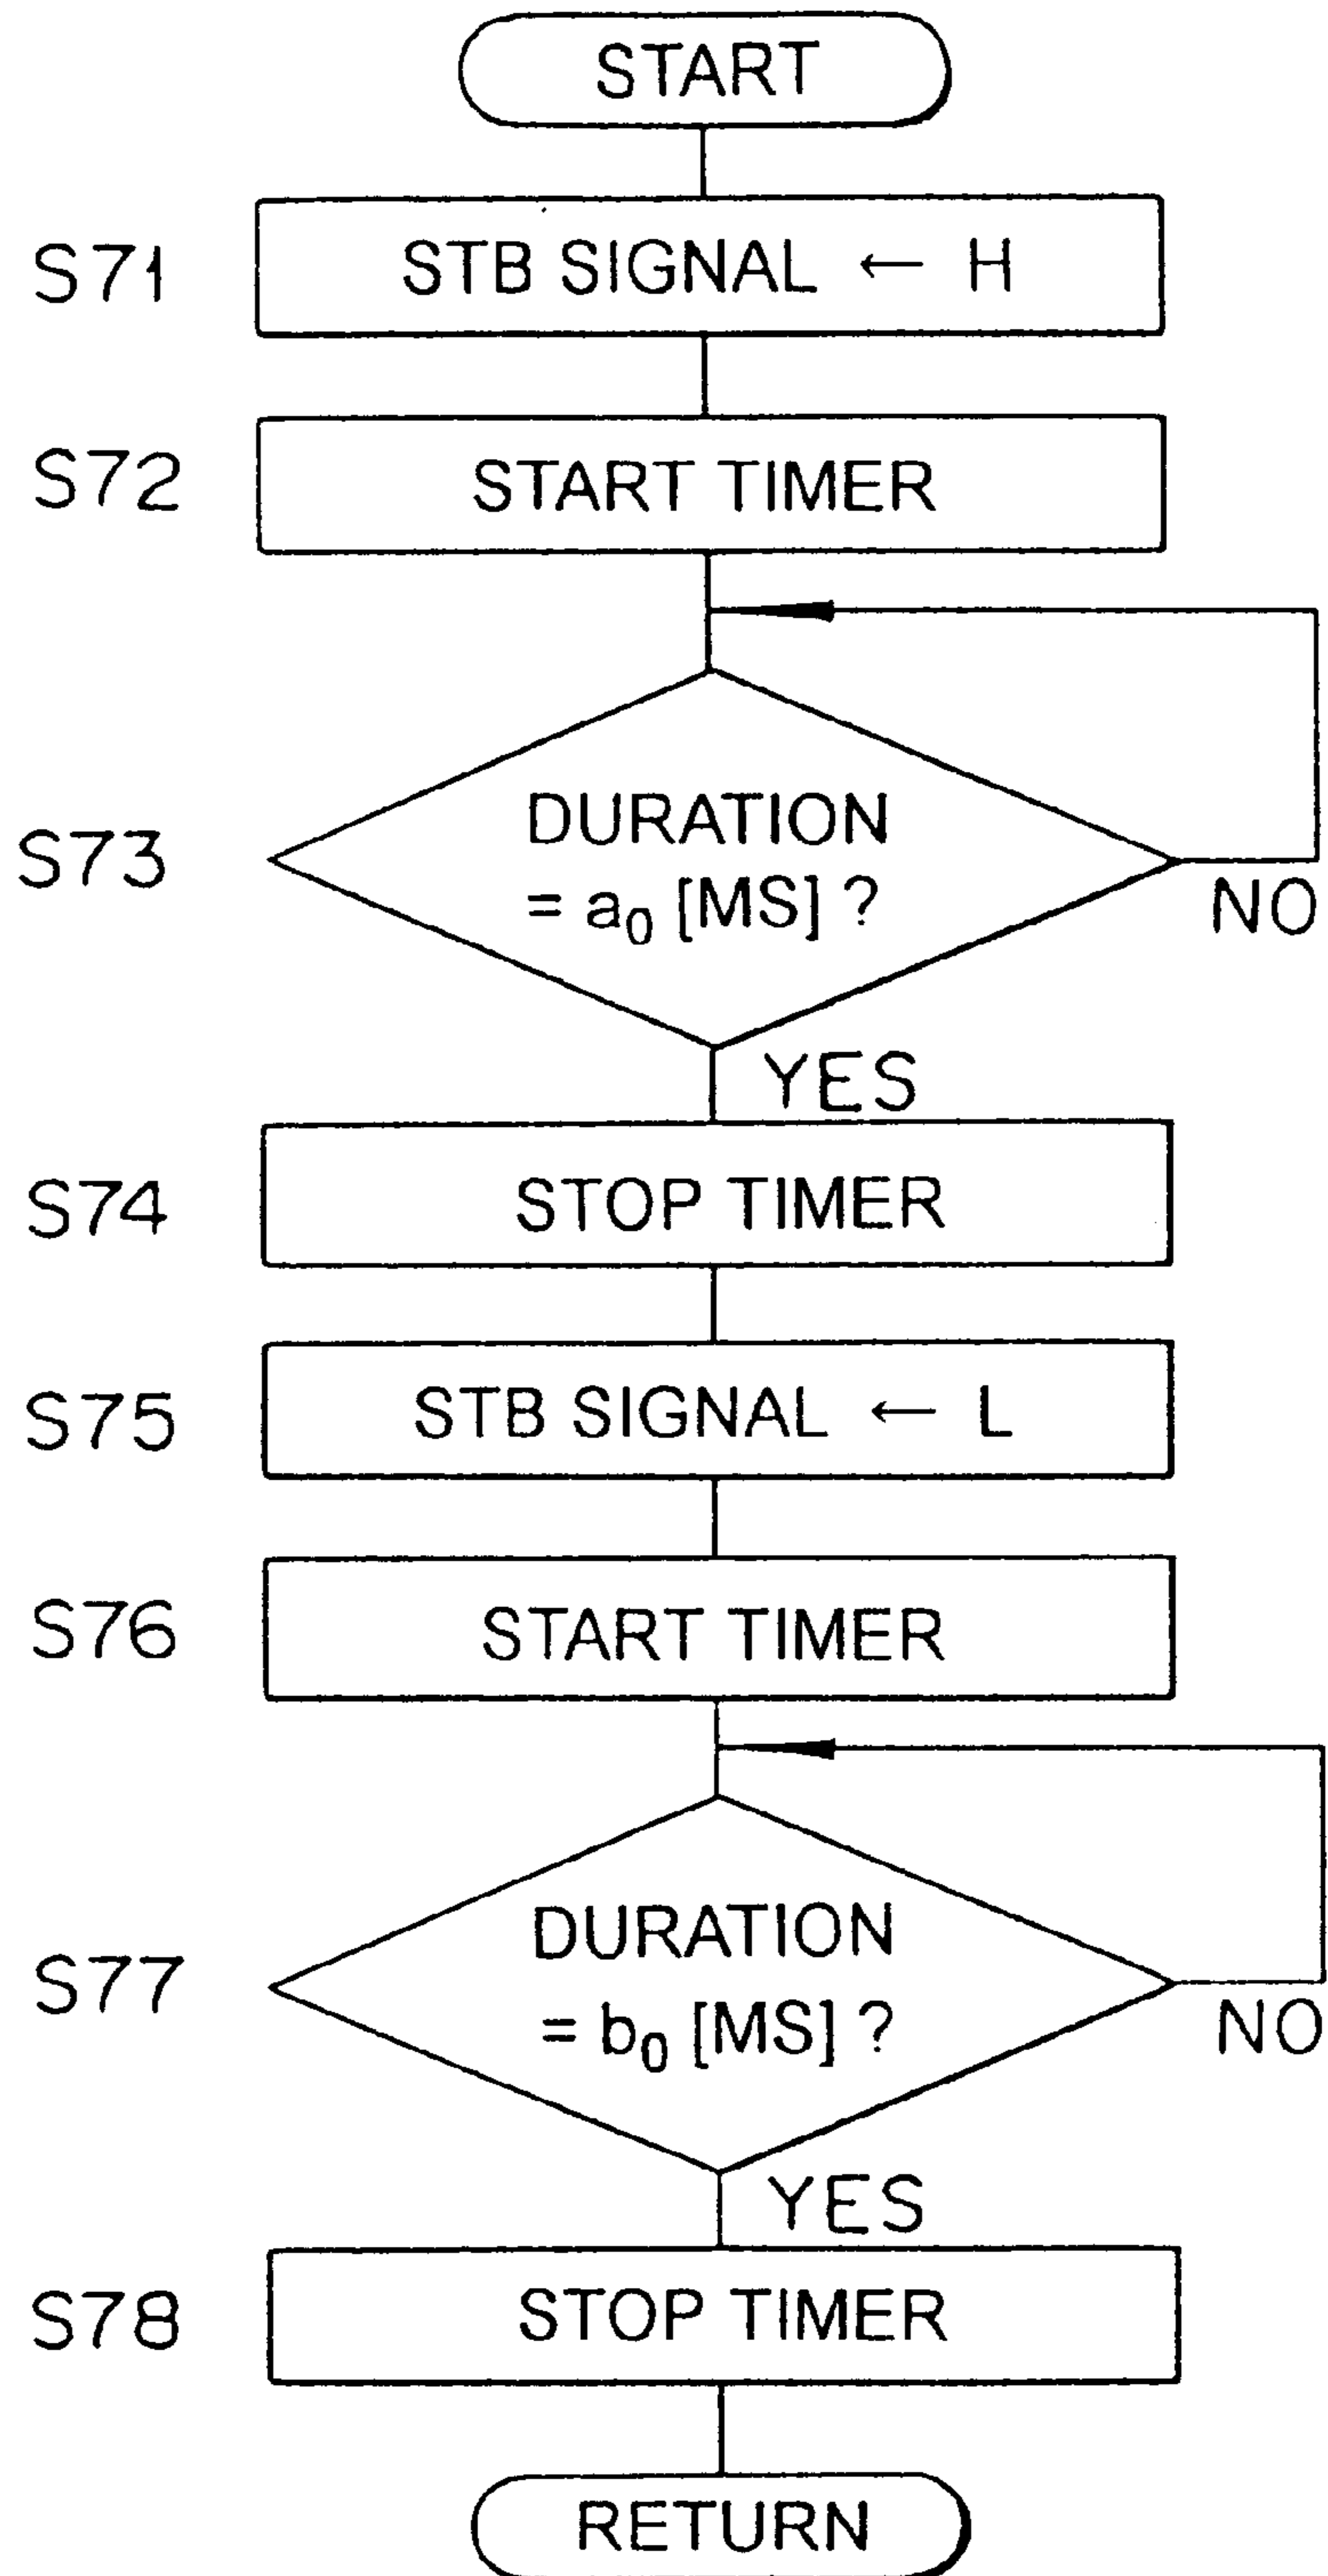 START
S71
STB SIGNAL ← H
S72
START TIMER
S73
DURATION
= a₀ [MS] ?
NO
YES
S74
STOP TIMER
S75
STB SIGNAL ← L
S76
START TIMER
S77
DURATION
= b₀ [MS] ?
NO
YES
S78
STOP TIMER
RETURN